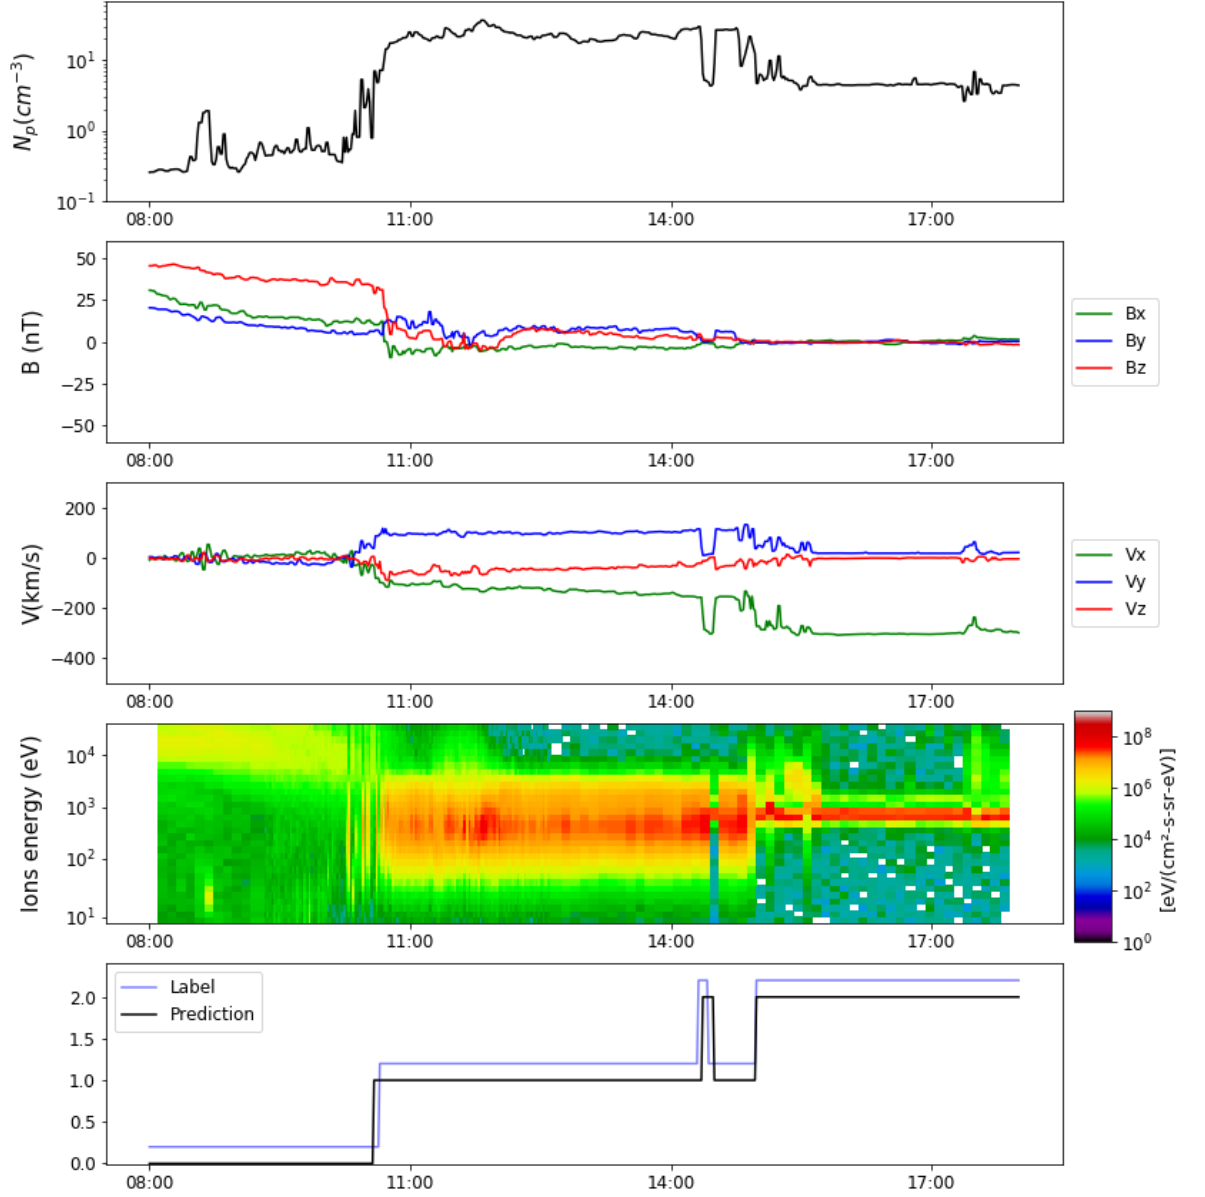 N_p(cm^{-3})
10^1
10^0
10^{-1}
08:00 11:00 14:00 17:00
B (nT)
50
25
0
−25
−50
08:00 11:00 14:00 17:00
Bx
By
Bz
V(km/s)
200
0
−200
−400
08:00 11:00 14:00 17:00
Vx
Vy
Vz
Ions energy (eV)
10^4
10^3
10^2
10^1
08:00 11:00 14:00 17:00
10^8
10^6
10^4
10^2
10^0
[eV/(cm²-s-sr-eV)]
Label
Prediction
2.0
1.5
1.0
0.5
0.0
08:00 11:00 14:00 17:00